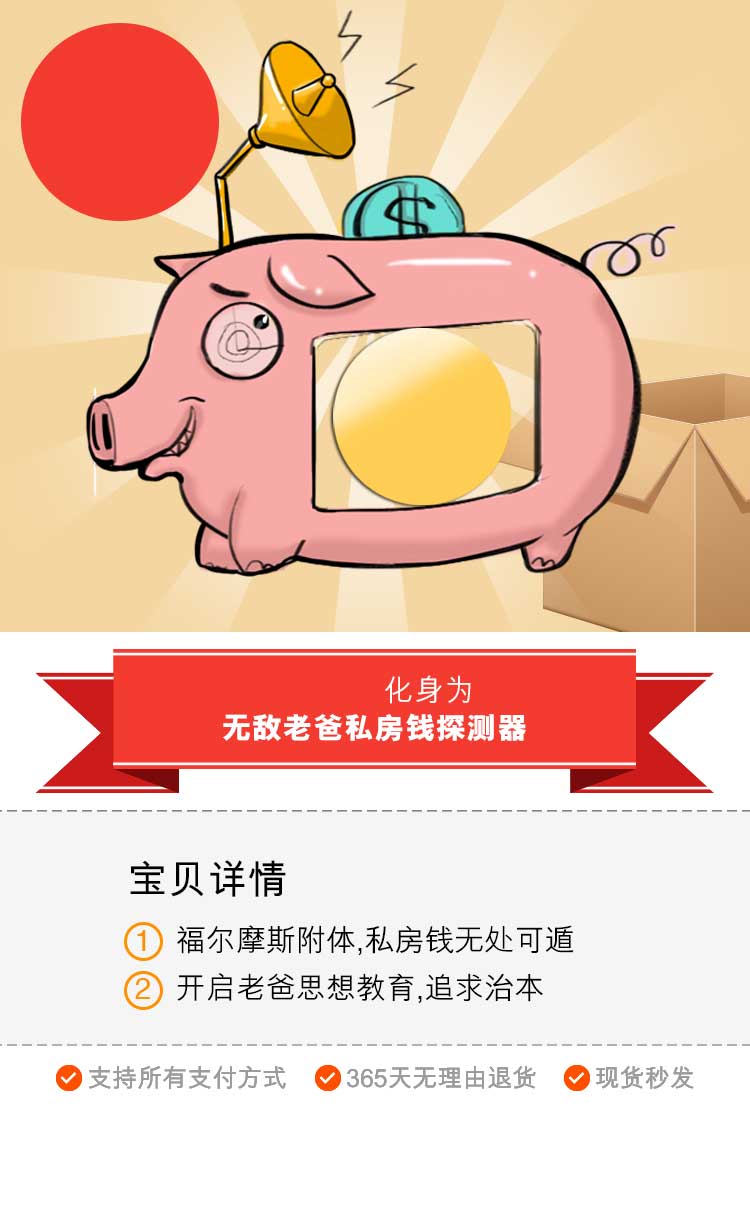 $
化身为
无敌老爸私房钱探测器
宝贝详情
1 福尔摩斯附体,私房钱无处可遁
2 开启老爸思想教育,追求治本
支持所有支付方式 365天无理由退货 现货秒发